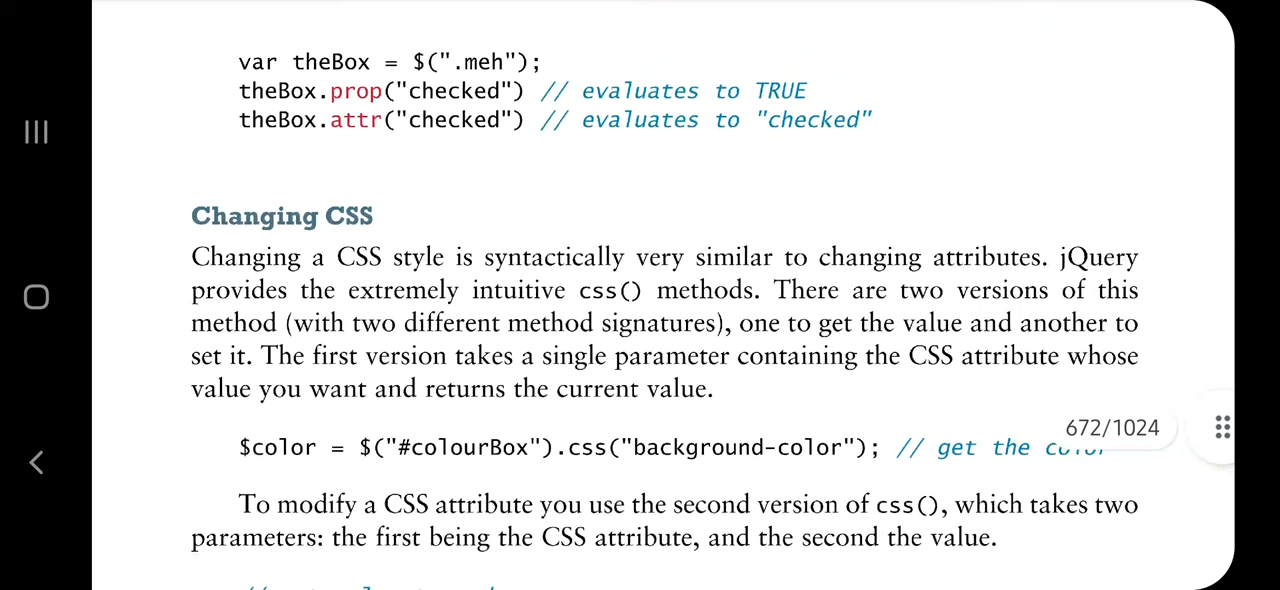 var theBox = $(".meh");
theBox.prop("checked") // evaluates to TRUE
theBox.attr("checked") // evaluates to "checked"
Changing CSS
Changing a CSS style is syntactically very similar to changing attributes. jQuery
provides the extremely intuitive css() methods. There are two versions of this
method (with two different method signatures), one to get the value and another to
set it. The first version takes a single parameter containing the CSS attribute whose
value you want and returns the current value.
672/1024
$color = $("#colourBox").css("background-color"); // get the
To modify a CSS attribute you use the second version of css(), which takes two
parameters: the first being the CSS attribute, and the second the value.